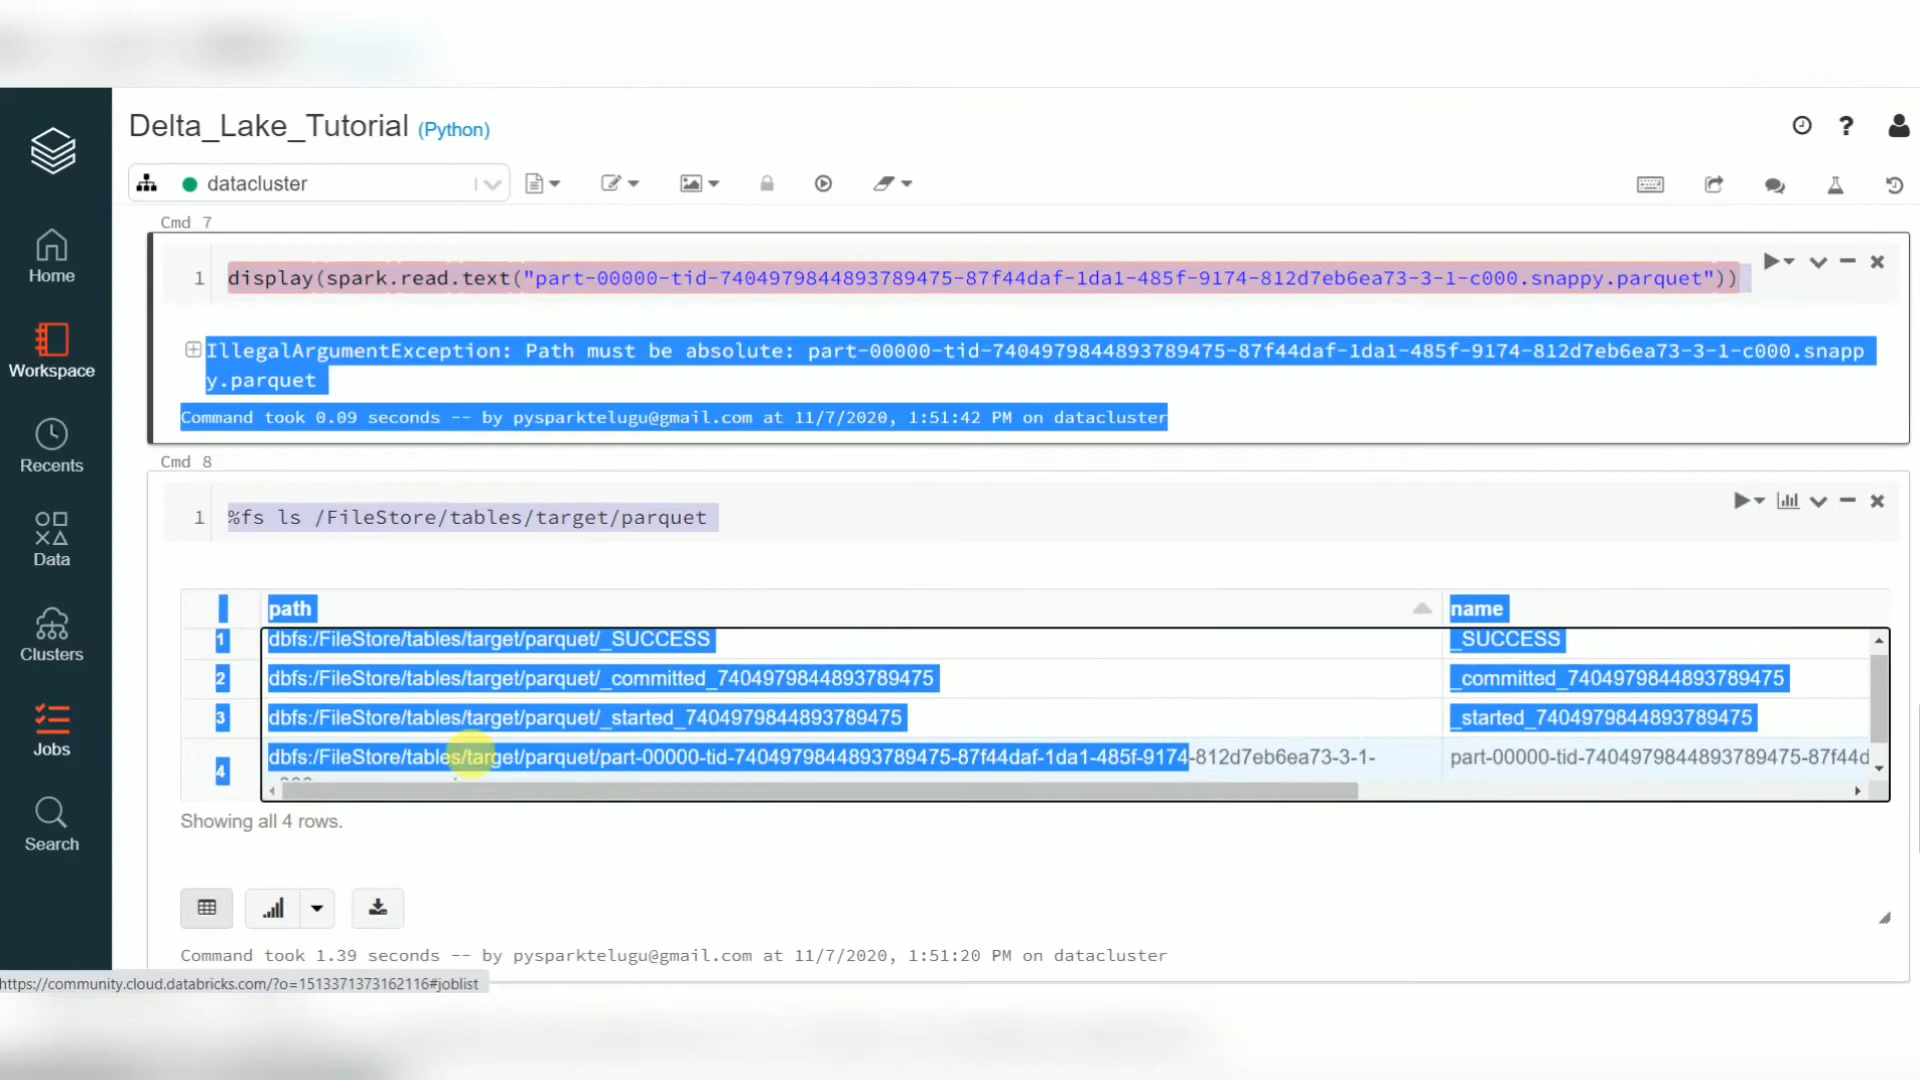 Delta_Lake_Tutorial (Python)
datacluster
Home
Workspace
Recents
Data
Clusters
Jobs
Search
Cmd 7
1 display(spark.read.text("part-00000-tid-7404979844893789475-87f44daf-1da1-485f-9174-812d7eb6ea73-3-1-c000.snappy.parquet"))
IllegalArgumentException: Path must be absolute: part-00000-tid-7404979844893789475-87f44daf-1da1-485f-9174-812d7eb6ea73-3-1-c000.snapp
y.parquet
Command took 0.09 seconds -- by pysparktelugu@gmail.com at 11/7/2020, 1:51:42 PM on datacluster
Cmd 8
1 %fs ls /FileStore/tables/target/parquet
path name
1 dbfs:/FileStore/tables/target/parquet/_SUCCESS _SUCCESS
2 dbfs:/FileStore/tables/target/parquet/_committed_7404979844893789475 _committed_7404979844893789475
3 dbfs:/FileStore/tables/target/parquet/_started_7404979844893789475 _started_7404979844893789475
4 dbfs:/FileStore/tables/target/parquet/part-00000-tid-7404979844893789475-87f44daf-1da1-485f-9174-812d7eb6ea73-3-1- part-00000-tid-7404979844893789475-87f44d
Showing all 4 rows.
Command took 1.39 seconds -- by pysparktelugu@gmail.com at 11/7/2020, 1:51:20 PM on datacluster
https://community.cloud.databricks.com/?o=1513371373162116#joblist